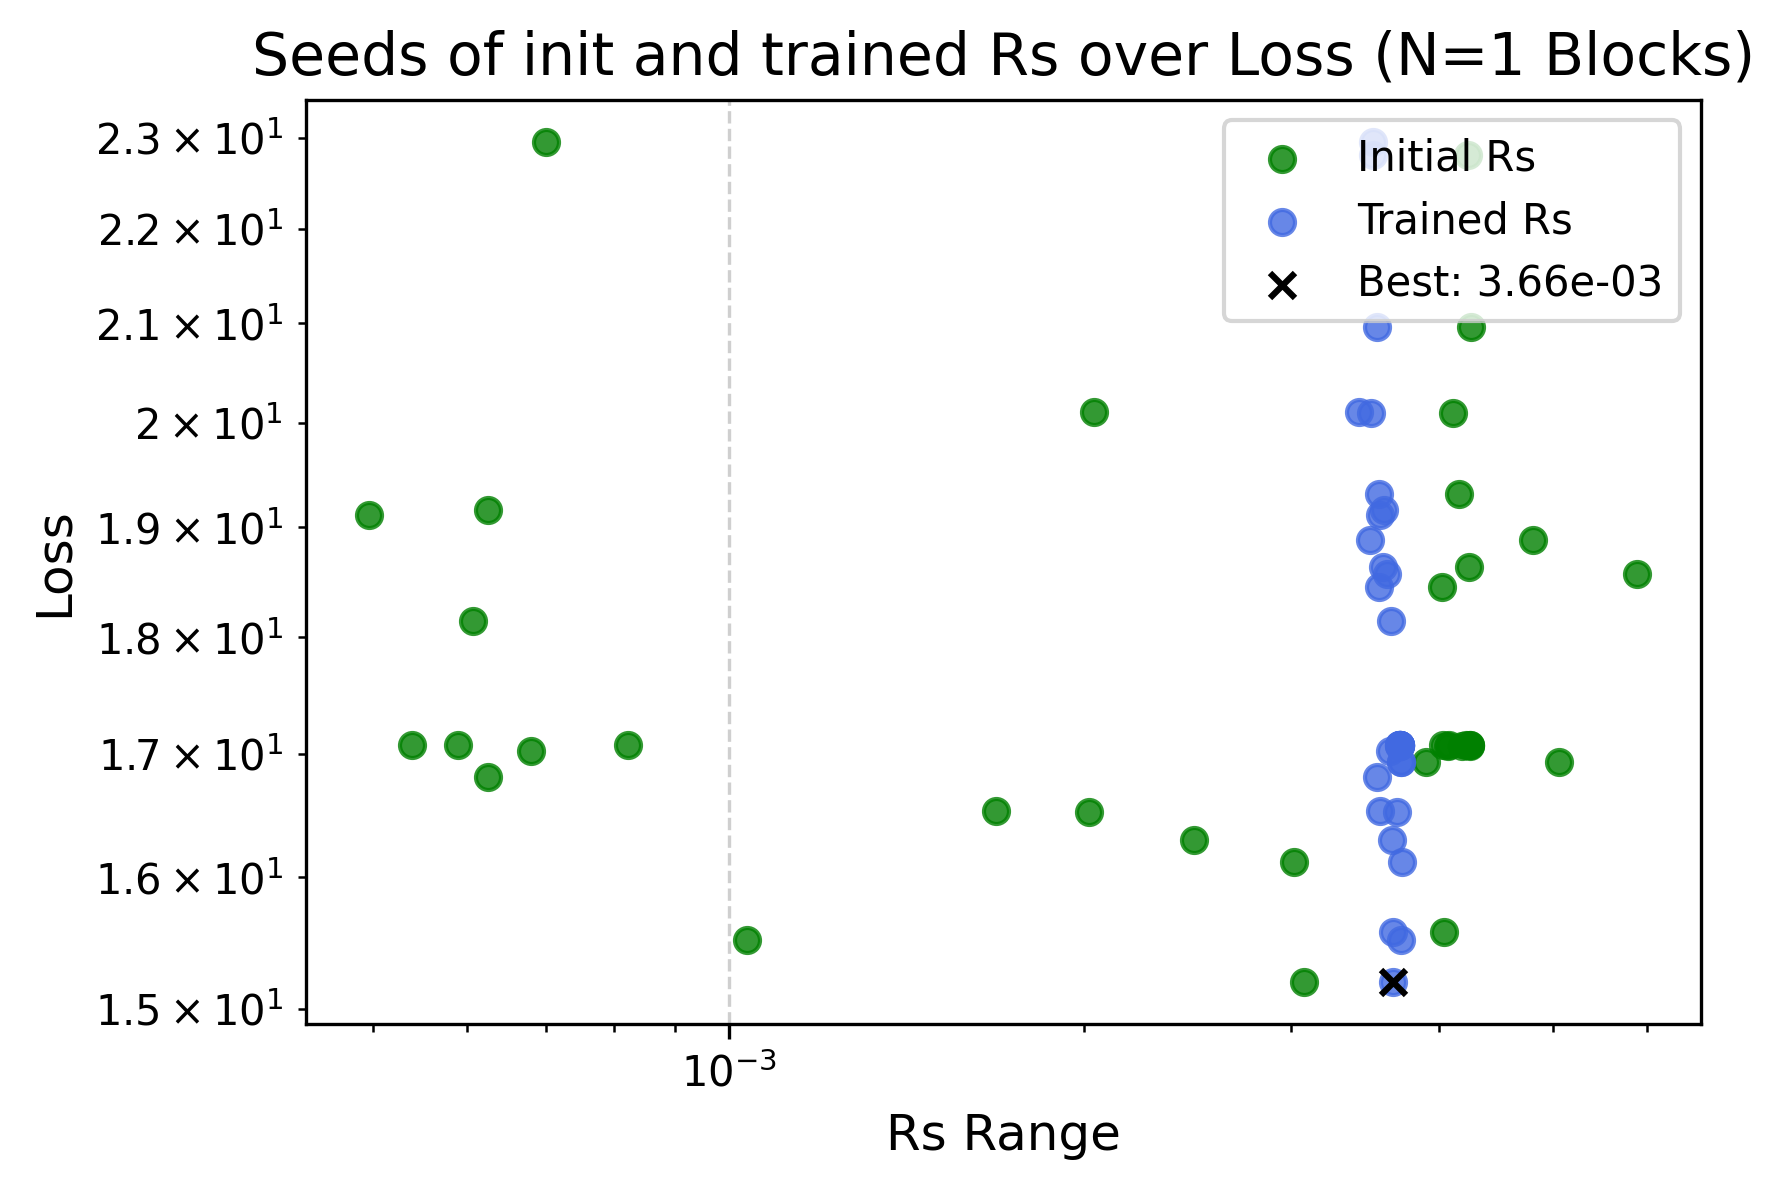 Seeds of init and trained Rs over Loss (N=1 Blocks)
Initial Rs
Trained Rs
Best: 3.66e-03
2.3 × 10¹
2.2 × 10¹
2.1 × 10¹
2 × 10¹
1.9 × 10¹
1.8 × 10¹
1.7 × 10¹
1.6 × 10¹
1.5 × 10¹
Loss
10⁻³
Rs Range